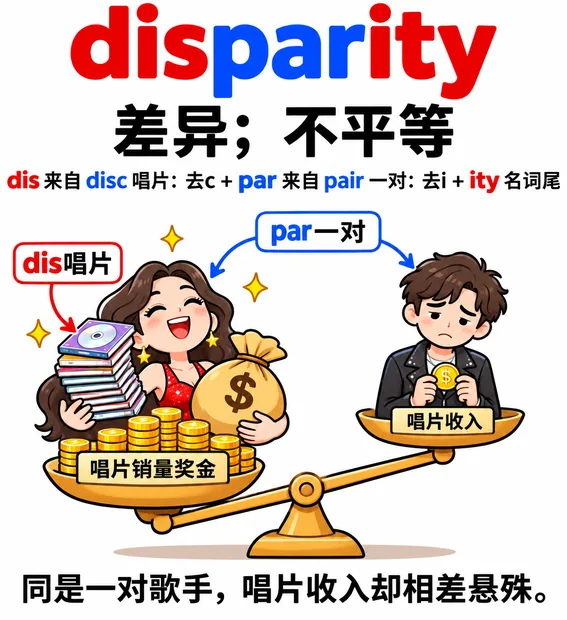 disparity
差异；不平等
dis 来自 disc 唱片：去c + par 来自 pair 一对：去i + ity 名词尾
par一对
dis唱片
$
$
唱片收入
唱片销量奖金
同是一对歌手，唱片收入却相差悬殊。